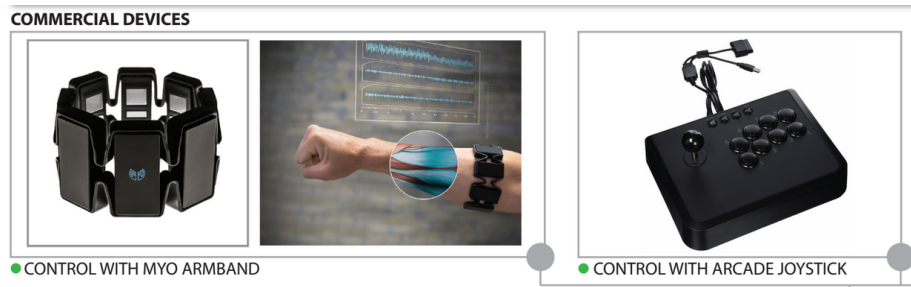 COMMERCIAL DEVICES
CONTROL WITH MYO ARMBAND
CONTROL WITH ARCADE JOYSTICK